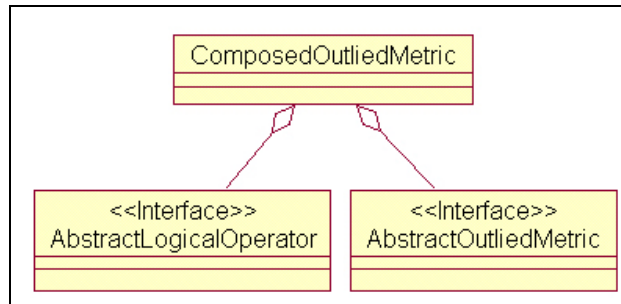 ComposedOutliedMetric
<<Interface>>
AbstractLogicalOperator
<<Interface>>
AbstractOutliedMetric